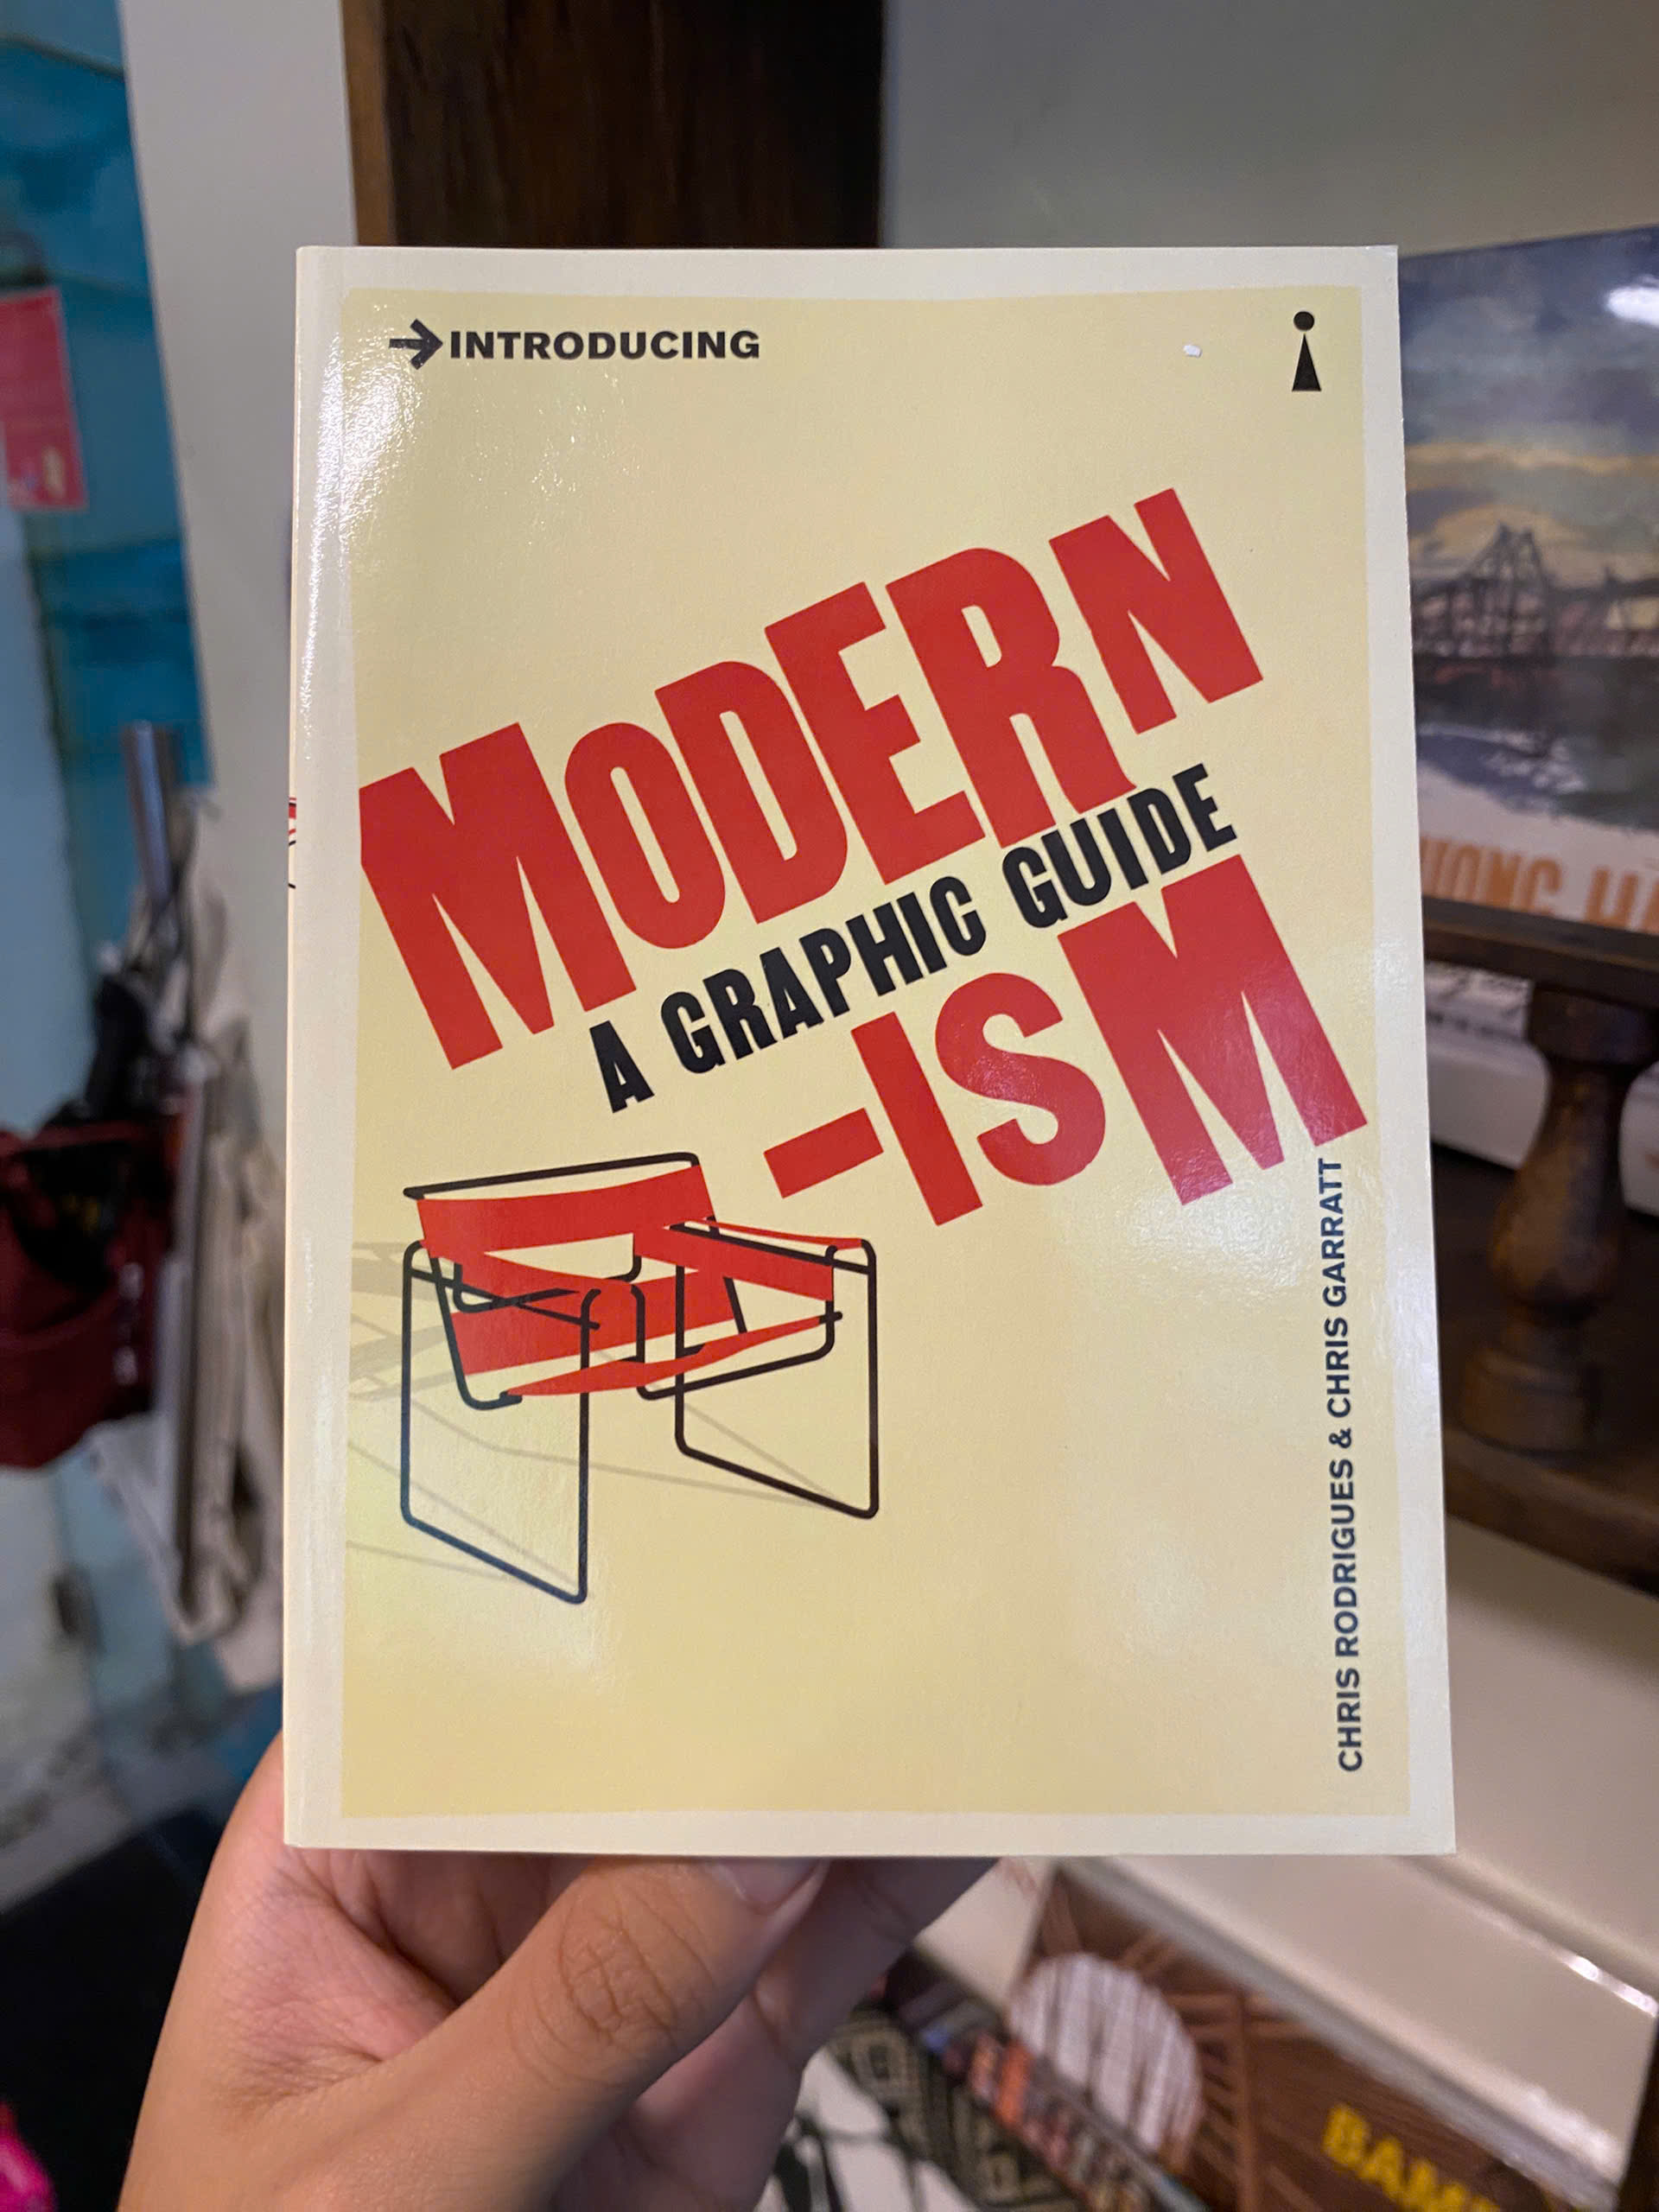 →INTRODUCING
MODERN
A GRAPHIC GUIDE
-ISM
CHRIS RODRIGUES & CHRIS GARRATT